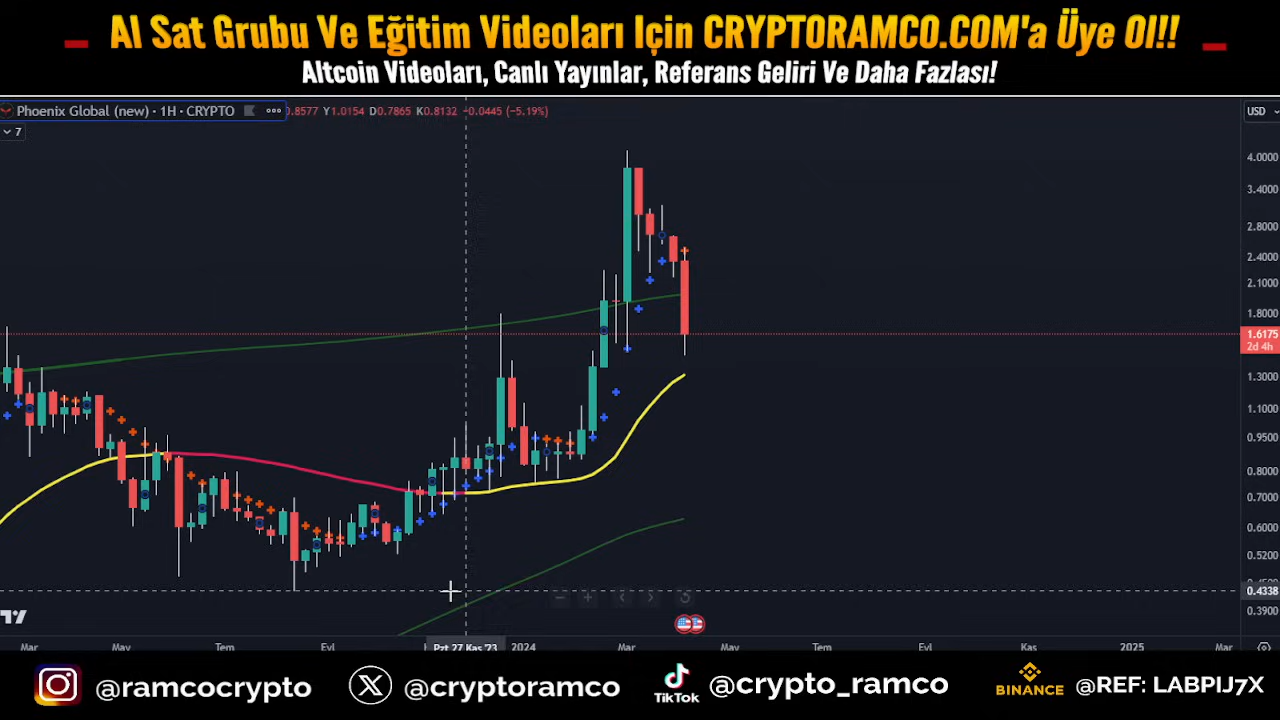 Al Sat Grubu Ve Eğitim Videoları Için CRYPTORAMCO.COM'a Üye Ol!!
Altcoin Videoları, Canlı Yayınlar, Referans Geliri Ve Daha Fazlası!
Phoenix Global (new) · 1H · CRYPTO 0.8577 Y1.0154 D0.7865 K0.8132 −0.0445 (−5.19%) USD
7
4.0000
3.4000
2.8000
2.4000
2.1000
1.8000
1.6175
2d 4h
1.3000
1.1000
0.9500
0.8000
0.7000
0.6000
0.5200
0.4338
0.3900
Mar May Tem Eyl Pzt 27 Kas '23 2024 Mar May Tem Eyl Kas 2025 Mar
@ramcocrypto @cryptoramco TikTok @crypto_ramco BINANCE @REF: LABPIJ7X